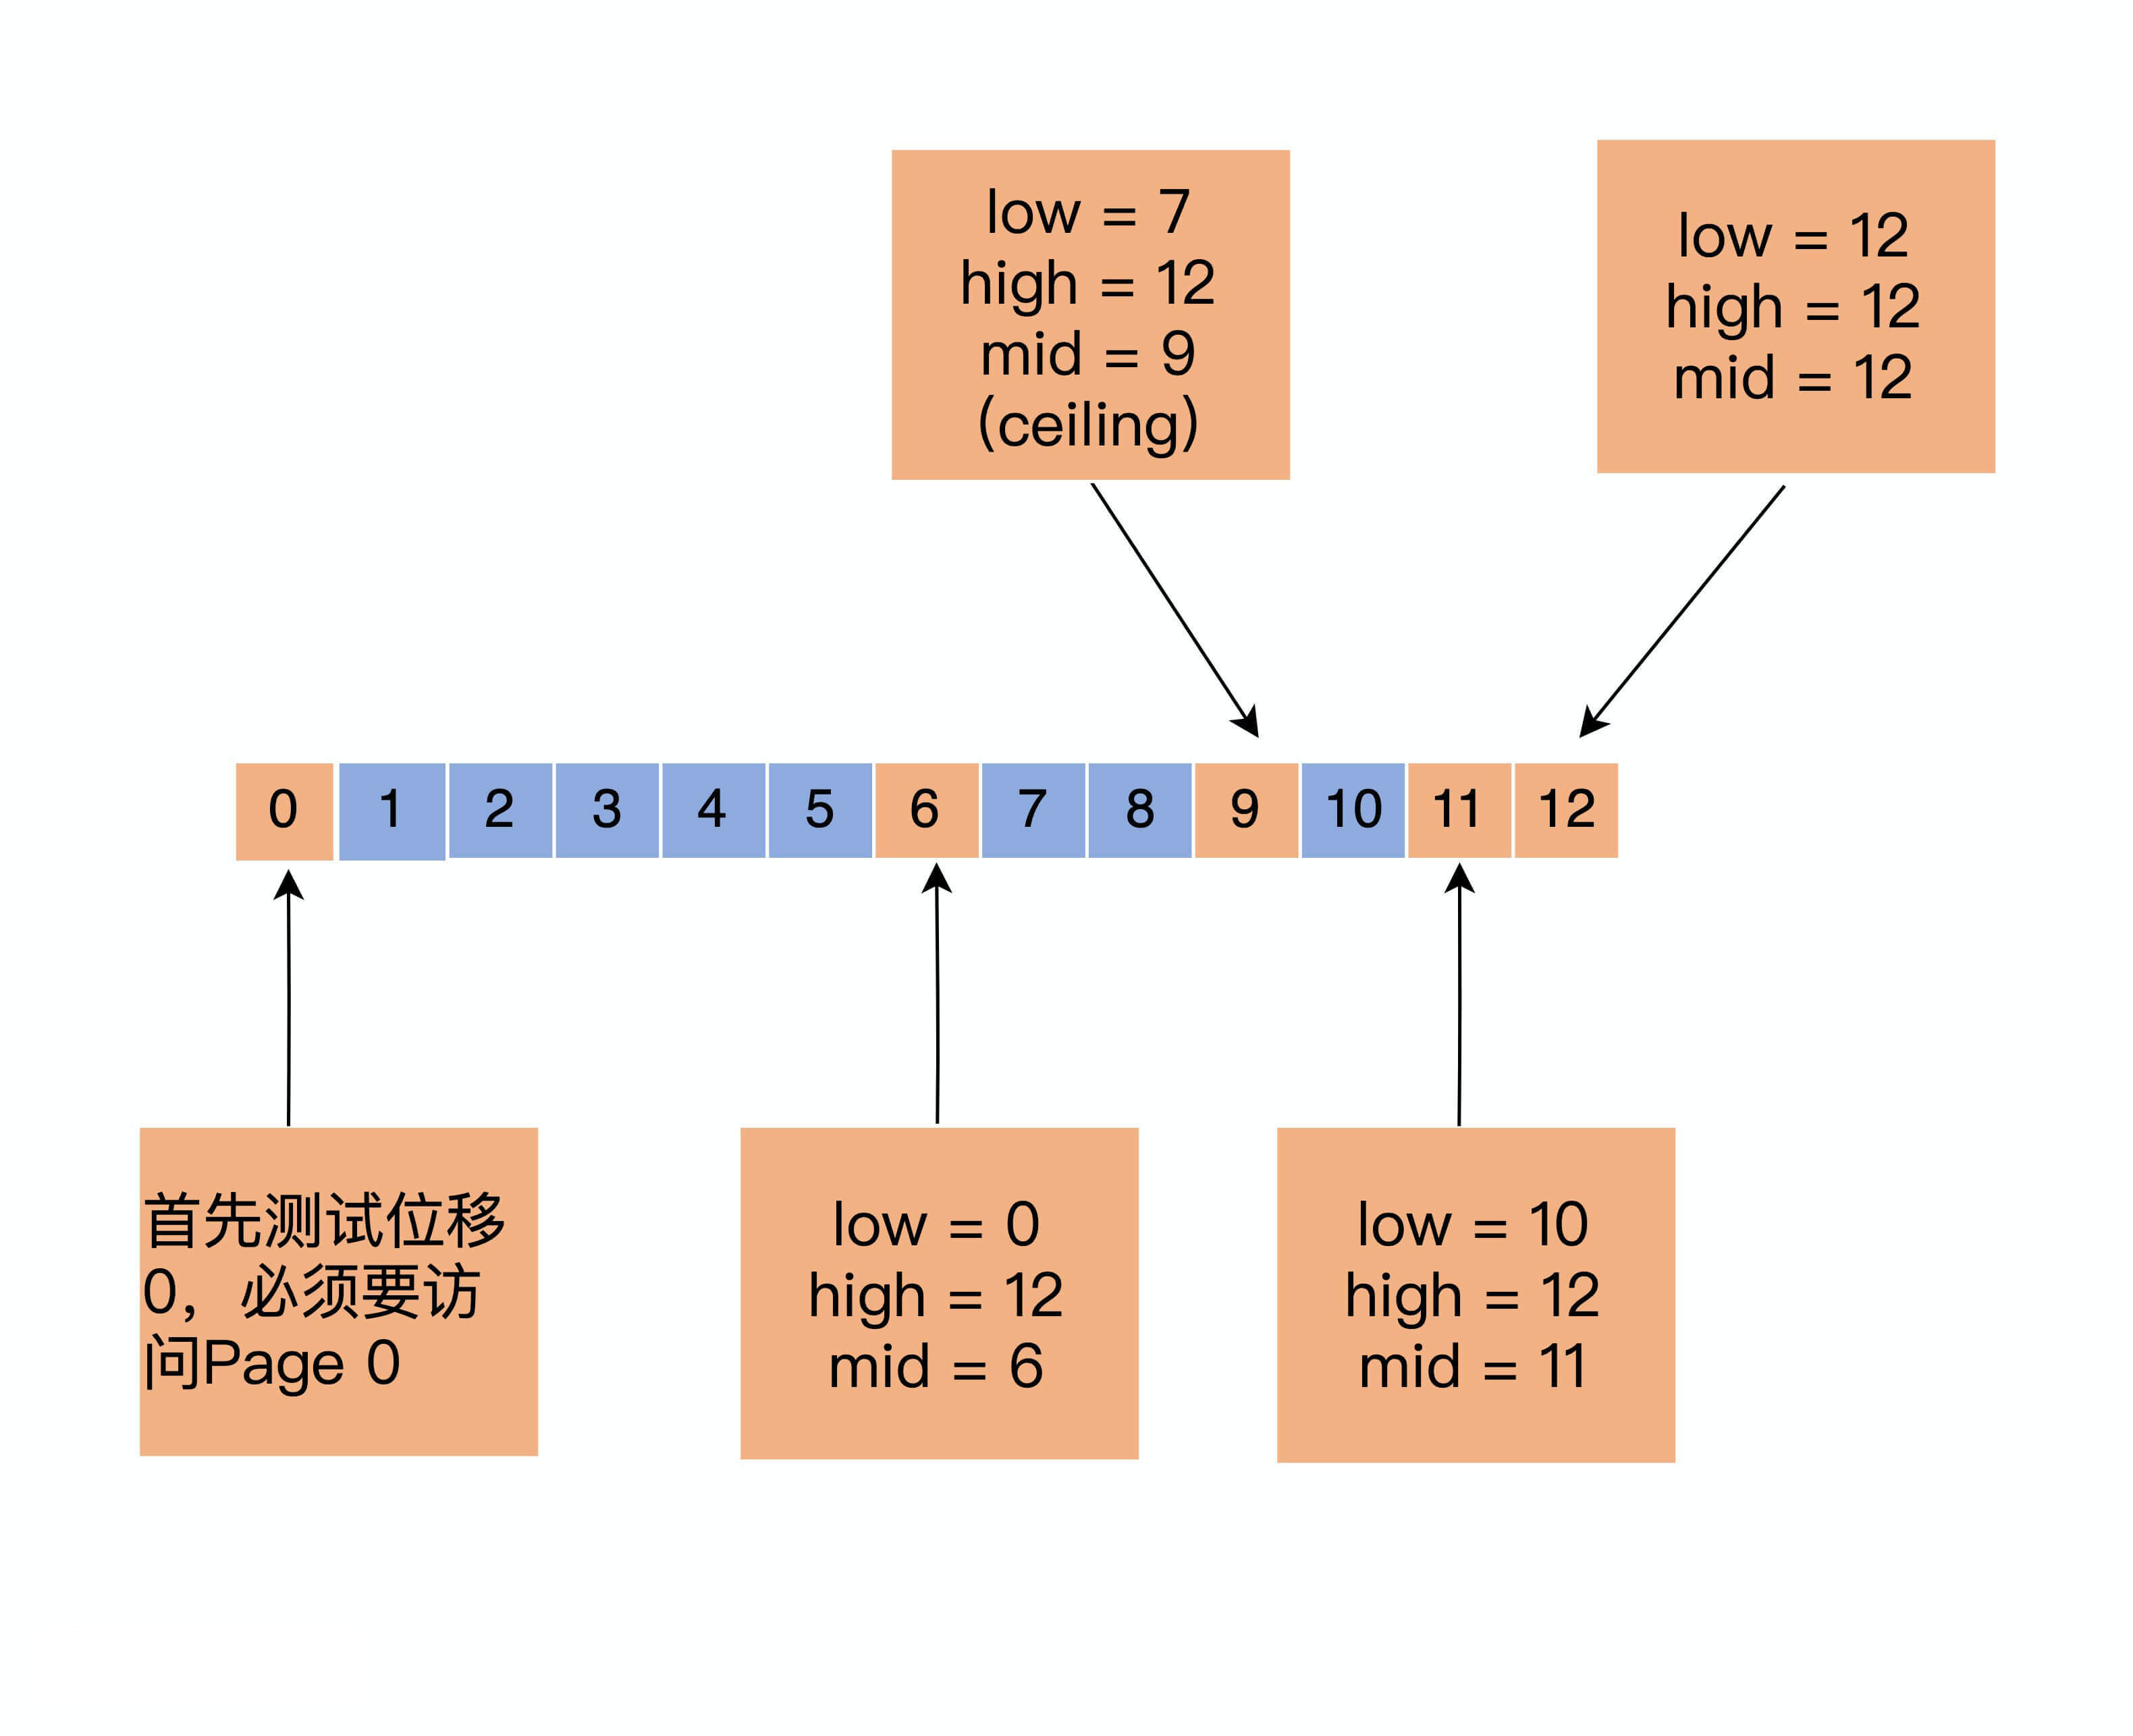 low = 7
high = 12
mid = 9
(ceiling)
low = 12
high = 12
mid = 12
0 1 2 3 4 5 6 7 8 9 10 11 12
首先测试位移
0，必须要访
问Page 0
low = 0
high = 12
mid = 6
low = 10
high = 12
mid = 11